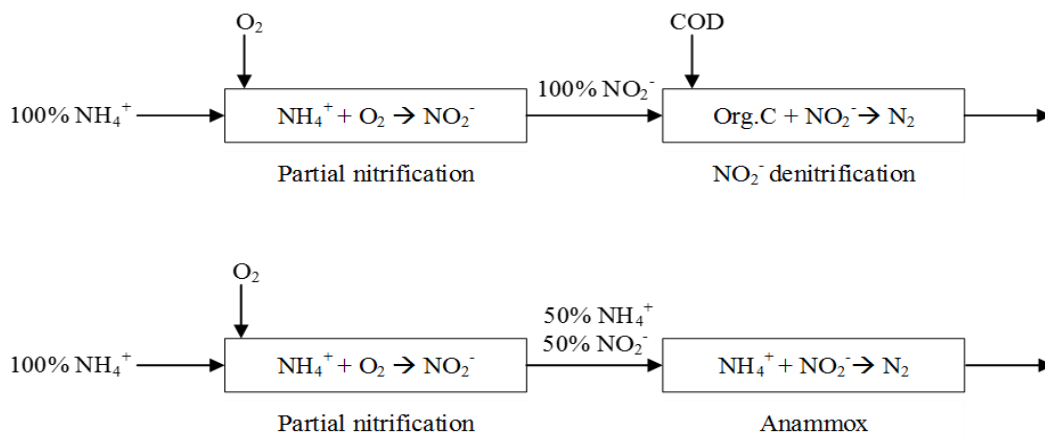 O₂
COD
100% NH₄⁺
NH₄⁺ + O₂ → NO₂⁻
100% NO₂⁻
Org.C + NO₂⁻ → N₂
Partial nitrification
NO₂⁻ denitrification
O₂
50% NH₄⁺
50% NO₂⁻
100% NH₄⁺
NH₄⁺ + O₂ → NO₂⁻
NH₄⁺ + NO₂⁻ → N₂
Partial nitrification
Anammox